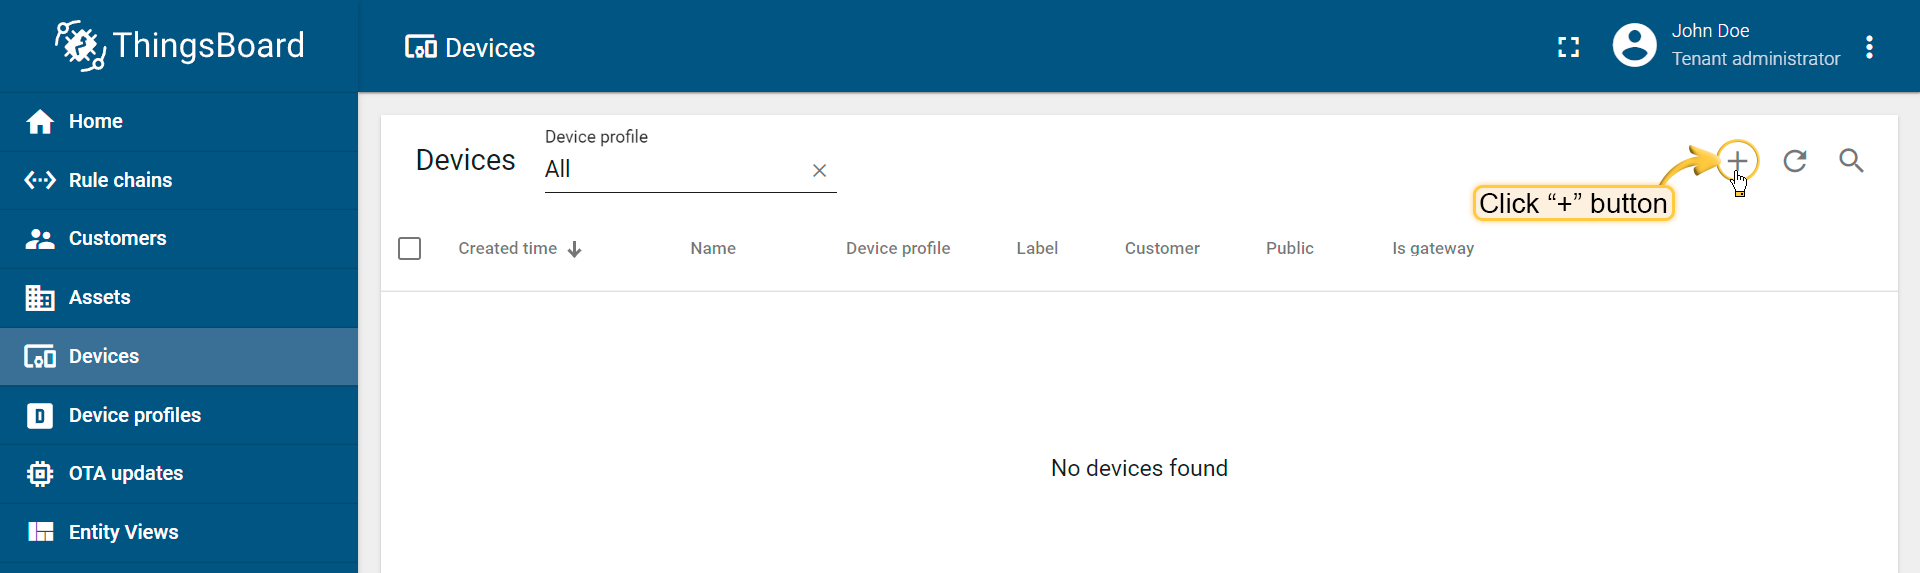 ThingsBoard
Devices
John Doe
Tenant administrator
Home
Rule chains
Customers
Assets
Devices
Device profiles
OTA updates
Entity Views
Devices
Device profile
All
Click “+” button
Created time
Name
Device profile
Label
Customer
Public
Is gateway
No devices found